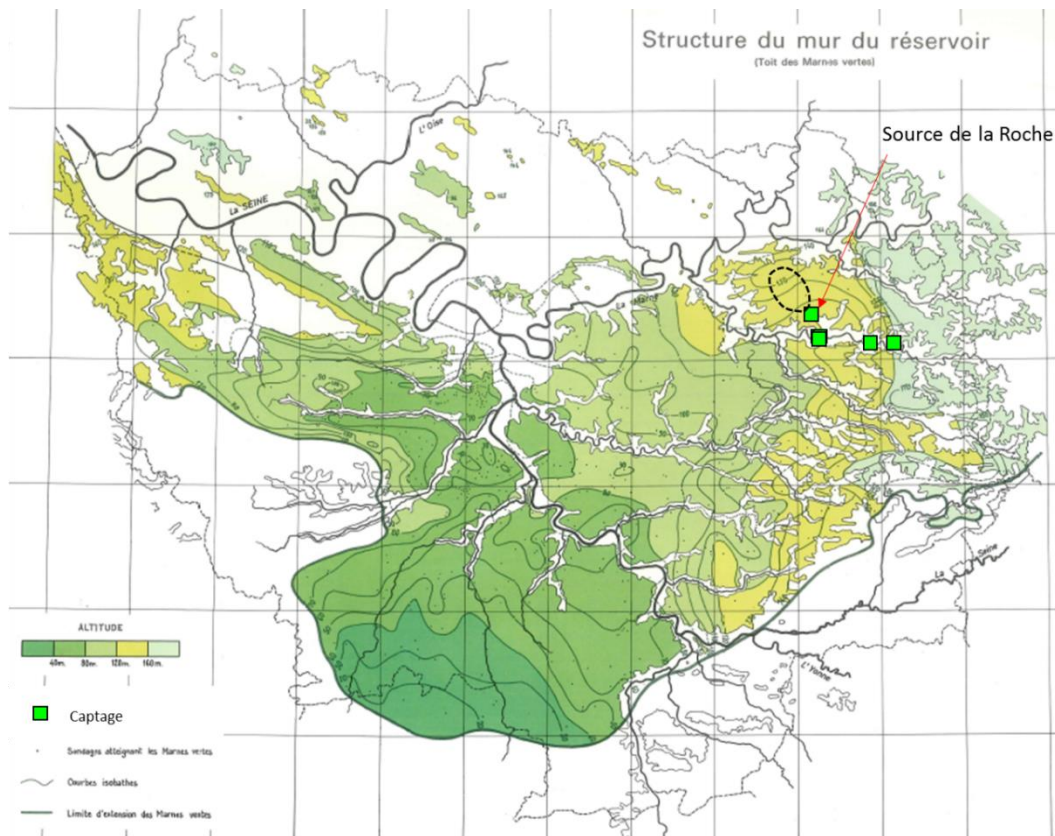 Structure du mur du réservoir
(Toit des Marnes vertes)
Source de la Roche
L'Oise
La SEINE
La Marne
La Seine
L'Yonne
ALTITUDE
40m. 80m. 120m. 160m.
Captage
Sondages atteignant les Marnes vertes
Courbes isobathes
Limite d'extension des Marnes vertes